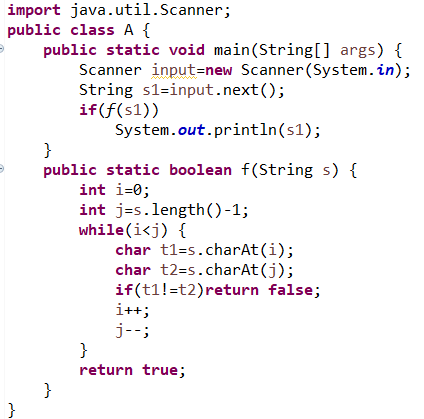 import java.util.Scanner;
public class A {
    public static void main(String[] args) {
        Scanner input=new Scanner(System.in);
        String s1=input.next();
        if(f(s1))
            System.out.println(s1);
    }
    public static boolean f(String s) {
        int i=0;
        int j=s.length()-1;
        while(i<j) {
            char t1=s.charAt(i);
            char t2=s.charAt(j);
            if(t1!=t2)return false;
            i++;
            j--;
        }
        return true;
    }
}